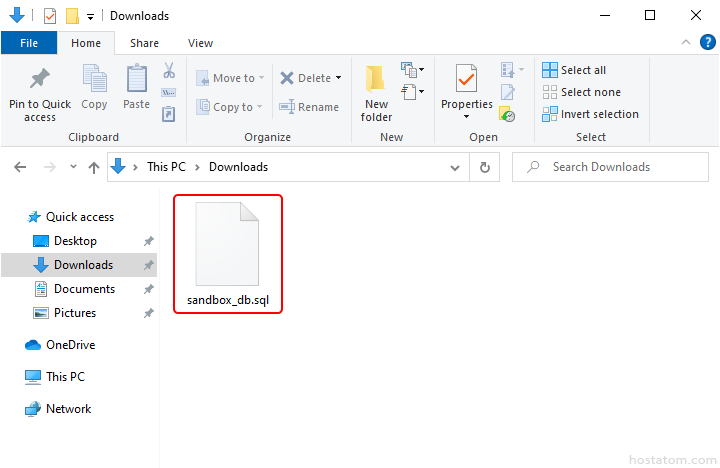 Downloads
File Home Share View
Pin to Quick access
Copy
Paste
Move to
Copy to
Delete
Rename
New folder
Properties
Select all
Select none
Invert selection
Clipboard Organize New Open Select
This PC Downloads
Search Downloads
Quick access
Desktop
Downloads
Documents
Pictures
OneDrive
This PC
Network
sandbox_db.sql
hostatom.com